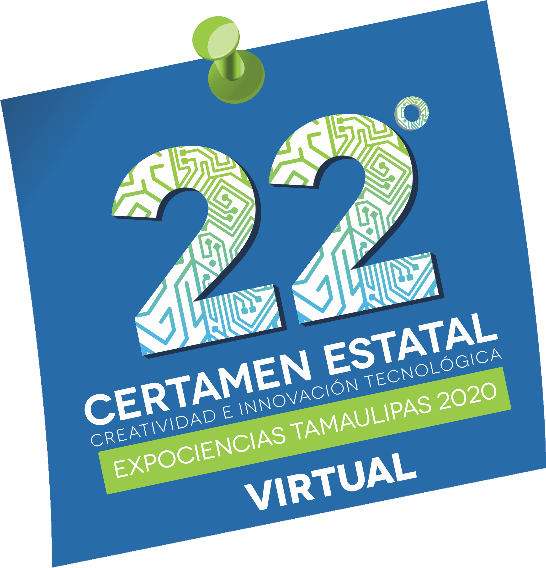 22°
CERTAMEN ESTATAL
CREATIVIDAD E INNOVACIÓN TECNOLÓGICA
EXPOCIENCIAS TAMAULIPAS 2020
VIRTUAL